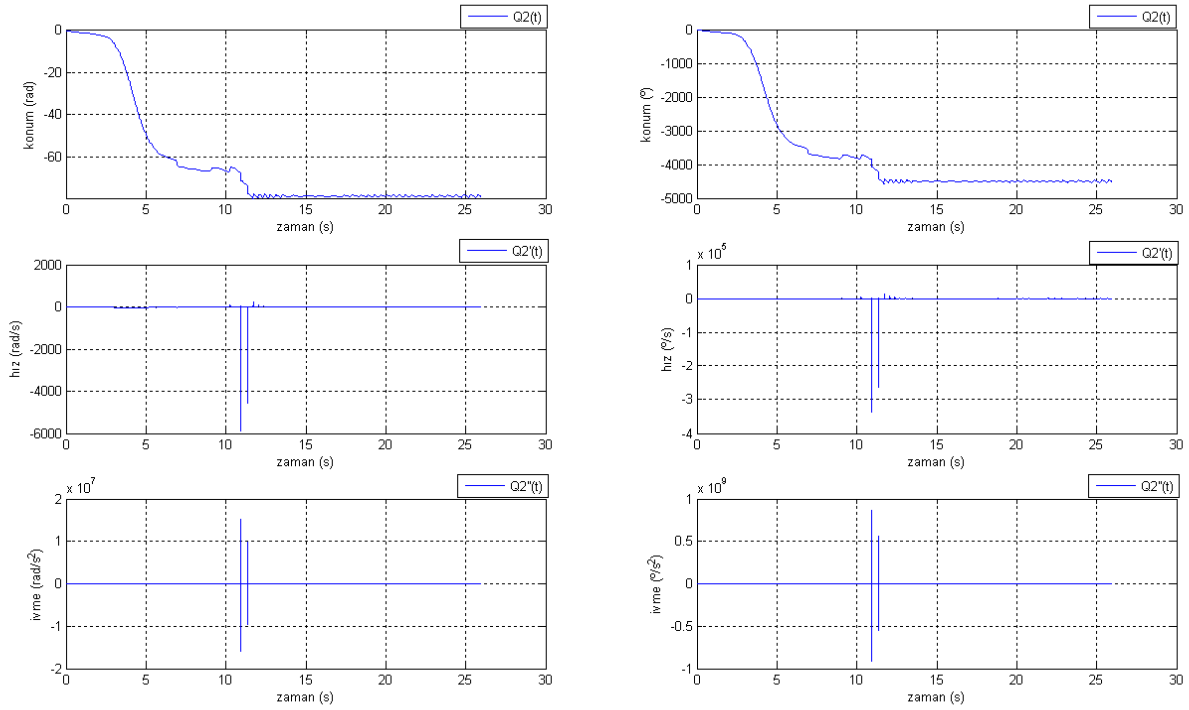 Q2(t)
konum (rad)
0
-20
-40
-60
0 5 10 15 20 25 30
zaman (s)
Q2(t)
konum (º)
0
-1000
-2000
-3000
-4000
-5000
0 5 10 15 20 25 30
zaman (s)
Q2'(t)
hız (rad/s)
2000
0
-2000
-4000
-6000
0 5 10 15 20 25 30
zaman (s)
Q2'(t)
x 10^5
hız (º/s)
1
0
-1
-2
-3
-4
0 5 10 15 20 25 30
zaman (s)
Q2''(t)
x 10^7
ivme (rad/s^2)
2
1
0
-1
-2
0 5 10 15 20 25 30
zaman (s)
Q2''(t)
x 10^9
ivme (º/s^2)
1
0.5
0
-0.5
-1
0 5 10 15 20 25 30
zaman (s)